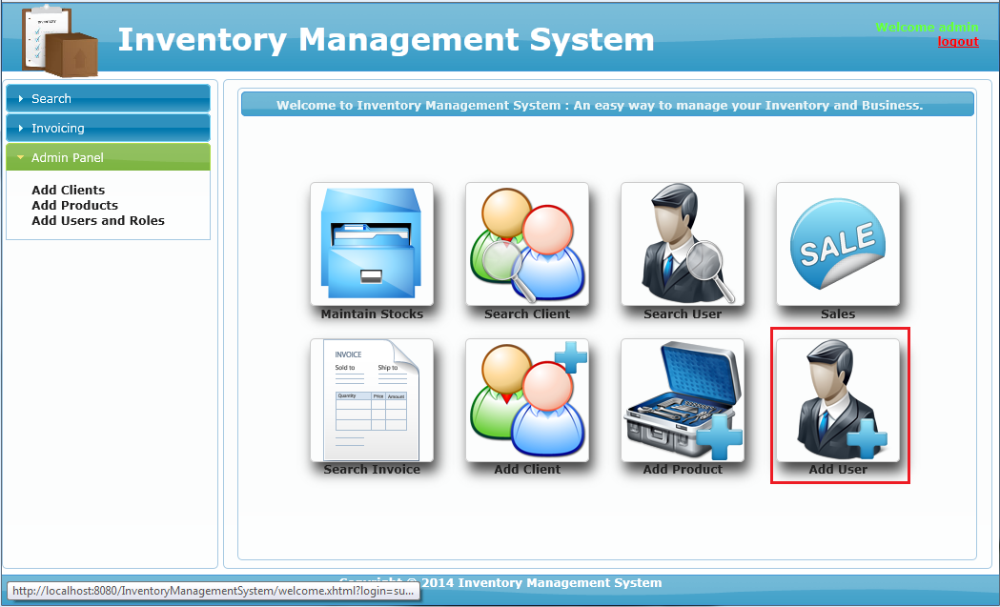 INVENTORY
Inventory Management System
Welcome admin
logout
Search
Invoicing
Admin Panel
Add Clients
Add Products
Add Users and Roles
Welcome to Inventory Management System : An easy way to manage your Inventory and Business.
SALE
Maintain Stocks
Search Client
Search User
Sales
INVOICE
Sold to Ship to
Quantity Price Amount
Search Invoice
Add Client
Add Product
Add User
Copyright © 2014 Inventory Management System
http://localhost:8080/InventoryManagementSystem/welcome.xhtml?login=su...